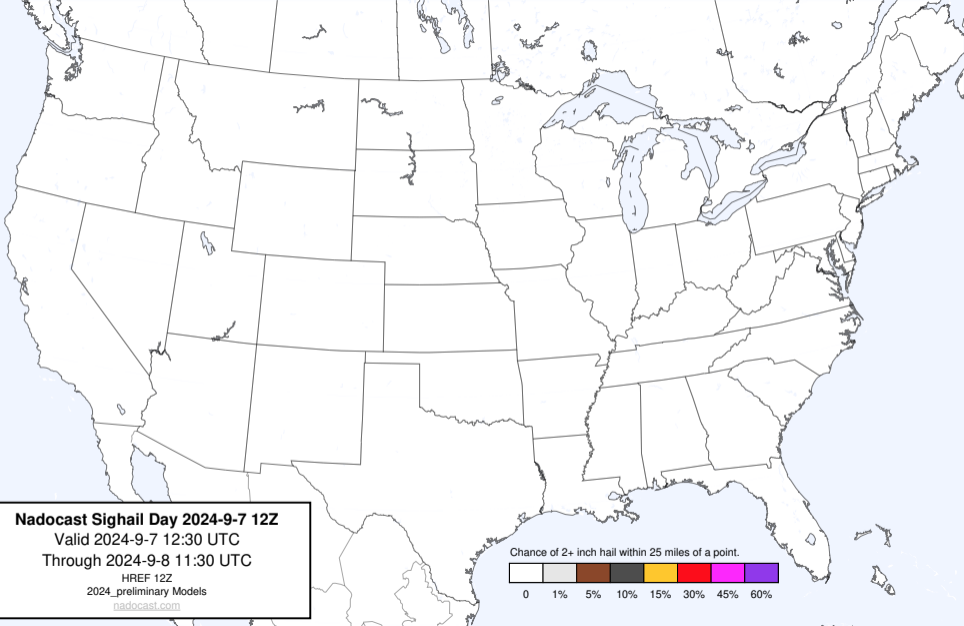 Nadocast Sighail Day 2024-9-7 12Z
Valid 2024-9-7 12:30 UTC
Through 2024-9-8 11:30 UTC
HREF 12Z
2024_preliminary Models
nadocast.com
Chance of 2+ inch hail within 25 miles of a point.
0 1% 5% 10% 15% 30% 45% 60%